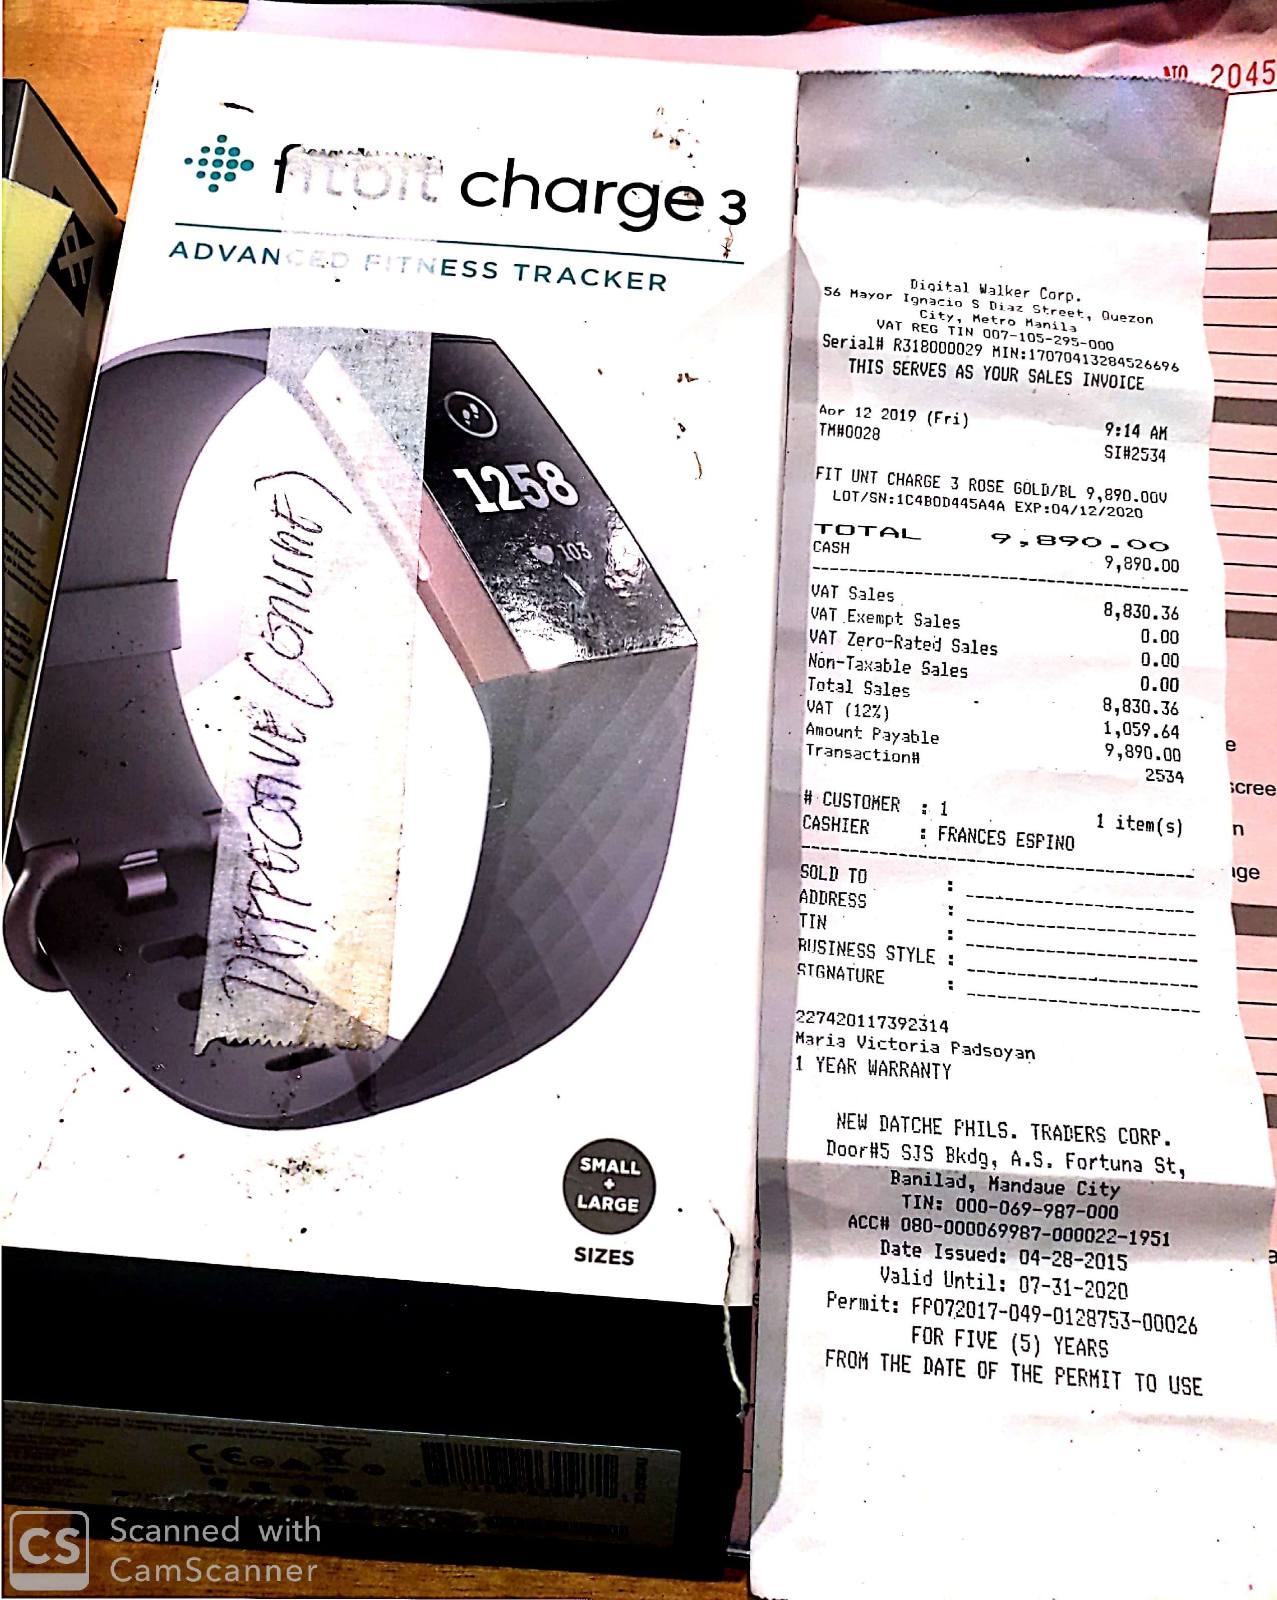 NO 2045
fitbit charge 3
ADVANCED FITNESS TRACKER
1258
103
DEFFECTIVE (ONLINE)
SMALL
+
LARGE
SIZES
Digital Walker Corp.
56 Mayor Ignacio S Diaz Street, Quezon
City, Metro Manila
VAT REG TIN 007-105-295-000
Serial# R318000029 MIN:17070413284526696
THIS SERVES AS YOUR SALES INVOICE
Apr 12 2019 (Fri) 9:14 AM
TM#0028 SI#2534
FIT UNT CHARGE 3 ROSE GOLD/BL 9,890.00V
LOT/SN:1C4B0D445A4A EXP:04/12/2020
TOTAL 9,890.00
CASH 9,890.00
VAT Sales 8,830.36
VAT Exempt Sales 0.00
VAT Zero-Rated Sales 0.00
Non-Taxable Sales 0.00
Total Sales 8,830.36
VAT (12%) 1,059.64
Amount Payable 9,890.00
Transaction# 2534
# CUSTOMER : 1 1 item(s)
CASHIER : FRANCES ESPINO
SOLD TO :
ADDRESS :
TIN :
BUSINESS STYLE :
SIGNATURE :
227420117392314
Maria Victoria Padsoyan
1 YEAR WARRANTY
NEW DATCHE PHILS. TRADERS CORP.
Door#5 SJS Bkdg, A.S. Fortuna St,
Banilad, Mandaue City
TIN: 000-069-987-000
ACC# 080-000069987-000022-1951
Date Issued: 04-28-2015
Valid Until: 07-31-2020
Permit: FP072017-049-0128753-00026
FOR FIVE (5) YEARS
FROM THE DATE OF THE PERMIT TO USE
CS Scanned with
CamScanner